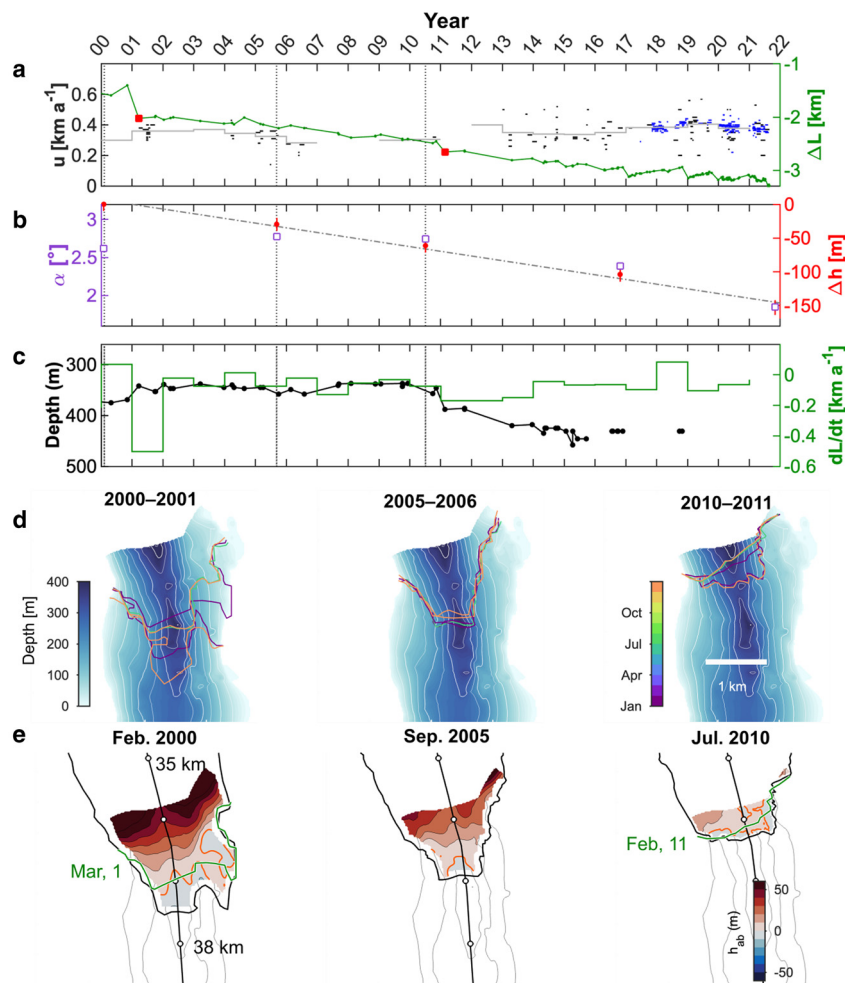 Year
00 01 02 03 04 05 06 07 08 09 10 11 12 13 14 15 16 17 18 19 20 21 22
a
u [km a⁻¹]
0.6
0.4
0.2
0
-1
-2
-3
ΔL [km]
b
α [°]
3
2.5
2
0
-50
-100
-150
Δh [m]
c
Depth (m)
300
400
500
0
-0.2
-0.4
-0.6
dL/dt [km a⁻¹]
d
2000–2001
2005–2006
2010–2011
Depth [m]
400
300
200
100
0
Oct
Jul
Apr
Jan
1 km
e
Feb. 2000
Sep. 2005
Jul. 2010
35 km
Mar, 1
38 km
Feb, 11
h_ab (m)
50
0
-50